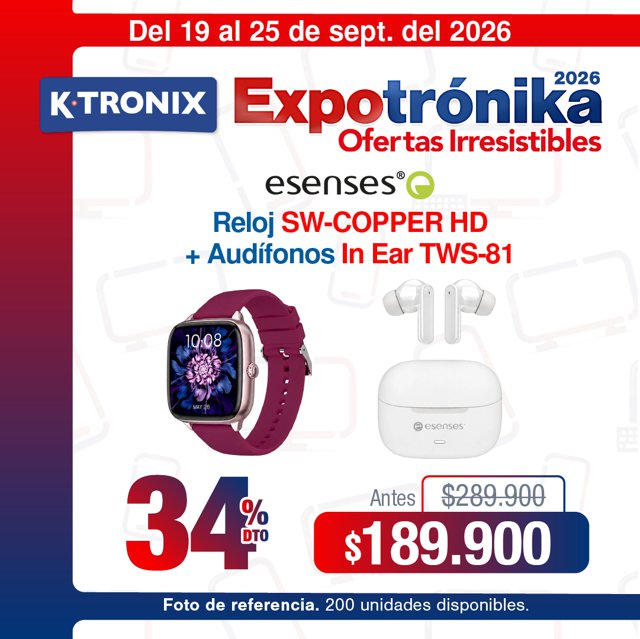 Del 19 al 25 de sept. del 2026
K·TRONIX
Expotrónika 2026
Ofertas Irresistibles
esenses®
Reloj SW-COPPER HD
+ Audífonos In Ear TWS-81
10:08
MAY 26
esenses
34% DTO
Antes $289.900
$189.900
Foto de referencia. 200 unidades disponibles.